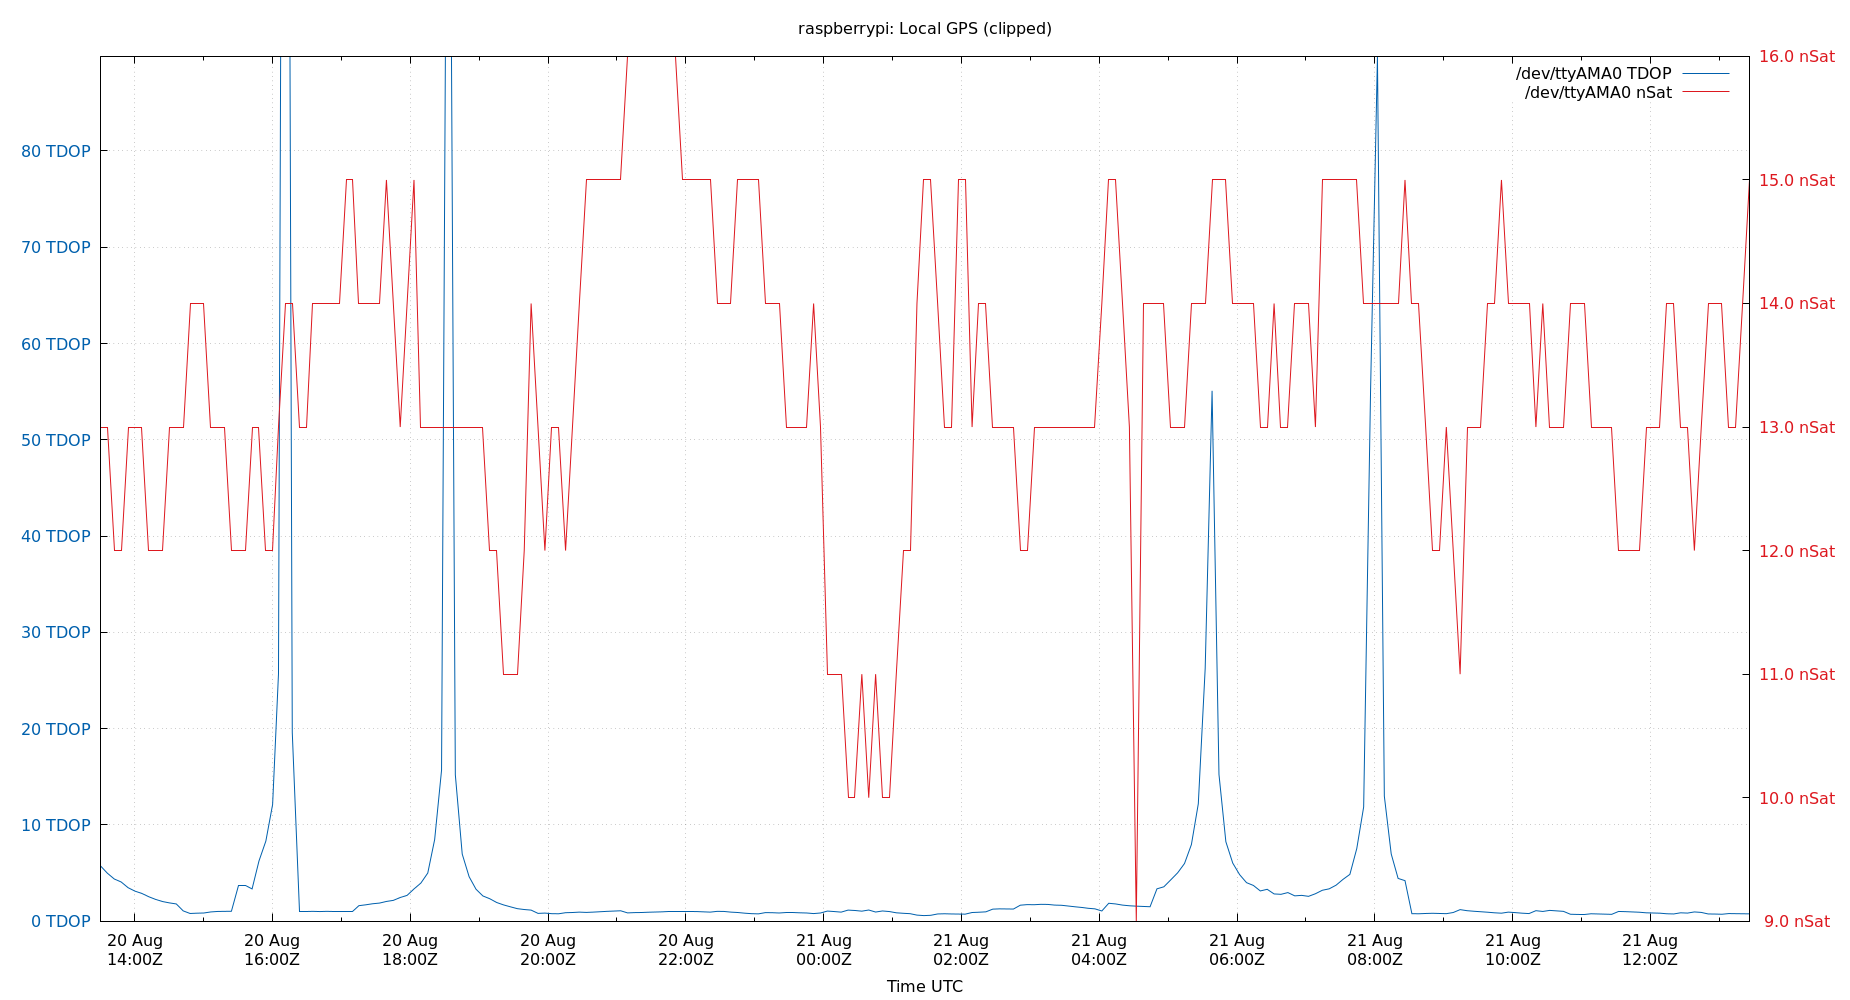 raspberrypi: Local GPS (clipped)
/dev/ttyAMA0 TDOP
/dev/ttyAMA0 nSat
80 TDOP
70 TDOP
60 TDOP
50 TDOP
40 TDOP
30 TDOP
20 TDOP
10 TDOP
0 TDOP
16.0 nSat
15.0 nSat
14.0 nSat
13.0 nSat
12.0 nSat
11.0 nSat
10.0 nSat
9.0 nSat
20 Aug
14:00Z
20 Aug
16:00Z
20 Aug
18:00Z
20 Aug
20:00Z
20 Aug
22:00Z
21 Aug
00:00Z
21 Aug
02:00Z
21 Aug
04:00Z
21 Aug
06:00Z
21 Aug
08:00Z
21 Aug
10:00Z
21 Aug
12:00Z
Time UTC